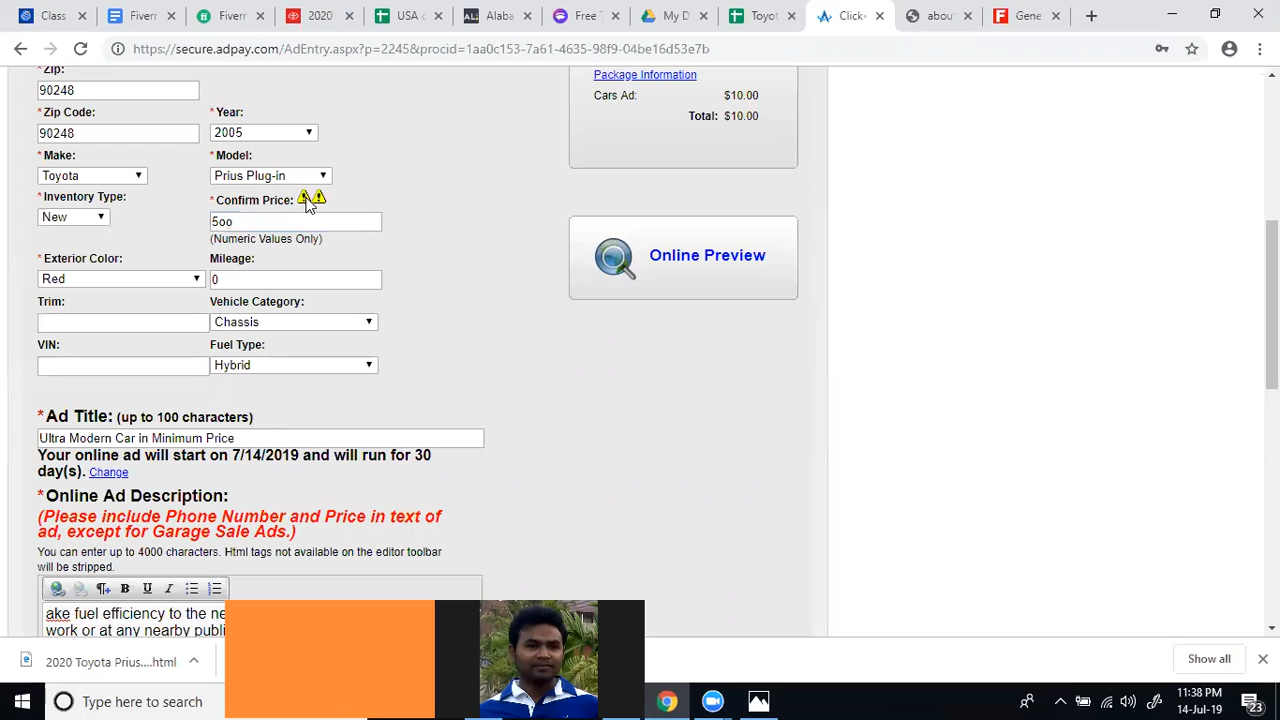 Class
Fiverr
Fiverr
2020
USA c
Alaba
Free T
My D
Toyot
Click-
abou
Gene
https://secure.adpay.com/AdEntry.aspx?p=2245&procid=1aa0c153-7a61-4635-98f9-04be16d53e7b
*Zip:
90248
Package Information
Cars Ad: $10.00
Total: $10.00
*Zip Code: *Year:
90248 2005
*Make: *Model:
Toyota Prius Plug-in
*Inventory Type: *Confirm Price:
New 5oo
(Numeric Values Only)
Online Preview
Exterior Color: Mileage:
Red 0
Trim: Vehicle Category:
Chassis
VIN: Fuel Type:
Hybrid
*Ad Title: (up to 100 characters)
Ultra Modern Car in Minimum Price
Your online ad will start on 7/14/2019 and will run for 30
day(s). Change
*Online Ad Description:
(Please include Phone Number and Price in text of
ad, except for Garage Sale Ads.)
You can enter up to 4000 characters. Html tags not available on the editor toolbar
will be stripped.
B U I
ake fuel efficiency to the ne
work or at any nearby publi
2020 Toyota Prius....html
Show all
Type here to search
11:38 PM
14-Jul-19
23